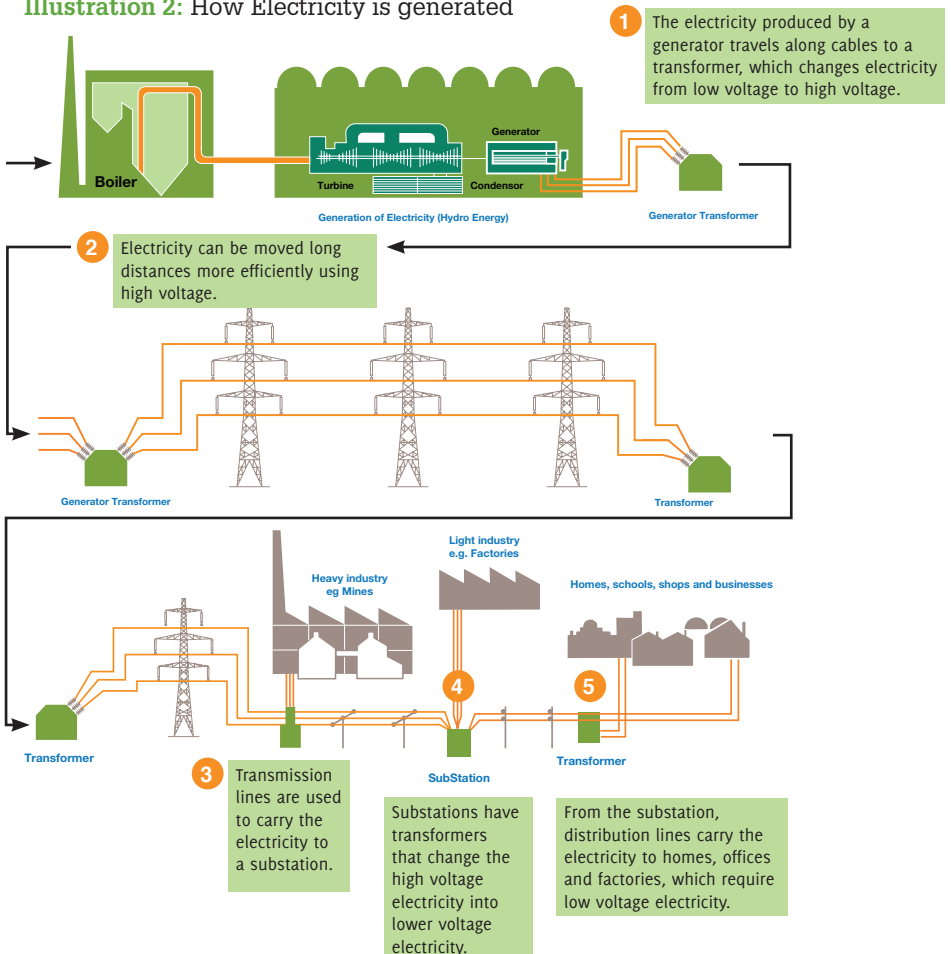 Illustration 2: How Electricity is generated
1
The electricity produced by a
generator travels along cables to a
transformer, which changes electricity
from low voltage to high voltage.
Boiler
Generator
Turbine
Condensor
Generation of Electricity (Hydro Energy)
Generator Transformer
2
Electricity can be moved long
distances more efficiently using
high voltage.
Generator Transformer
Transformer
Light industry
e.g. Factories
Heavy industry
eg Mines
Homes, schools, shops and businesses
4
5
Transformer
SubStation
Transformer
3
Transmission
lines are used
to carry the
electricity to
a substation.
Substations have
transformers
that change the
high voltage
electricity into
lower voltage
electricity.
From the substation,
distribution lines carry the
electricity to homes, offices
and factories, which require
low voltage electricity.